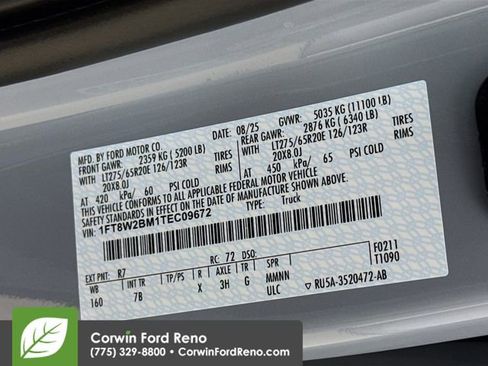 MFD. BY FORD MOTOR CO.
DATE: 08/25 GVWR: 5035 KG (11100 LB)
FRONT GAWR: 2359 KG (5200 LB) REAR GAWR: 2876 KG (6340 LB)
WITH LT275/65R20E 126/123R TIRES WITH LT275/65R20E 126/123R TIRES
20X8.0J RIMS 20X8.0J RIMS
AT 420 kPa/ 60 PSI COLD AT 450 kPa/ 65 PSI COLD
THIS VEHICLE CONFORMS TO ALL APPLICABLE FEDERAL MOTOR VEHICLE
SAFETY STANDARDS IN EFFECT ON THE DATE OF MANUFACTURE SHOWN ABOVE.
VIN: 1FT8W2BM1TEC09672 TYPE: Truck
EXT PNT: R7 RC: 72 DSO:
WB INT TR TP/PS R AXLE TR SPR F0211
160 7B X 3H G MMNN T1090
ULC RU5A-3520472-AB
Corwin Ford Reno
(775) 329-8800 • CorwinFordReno.com